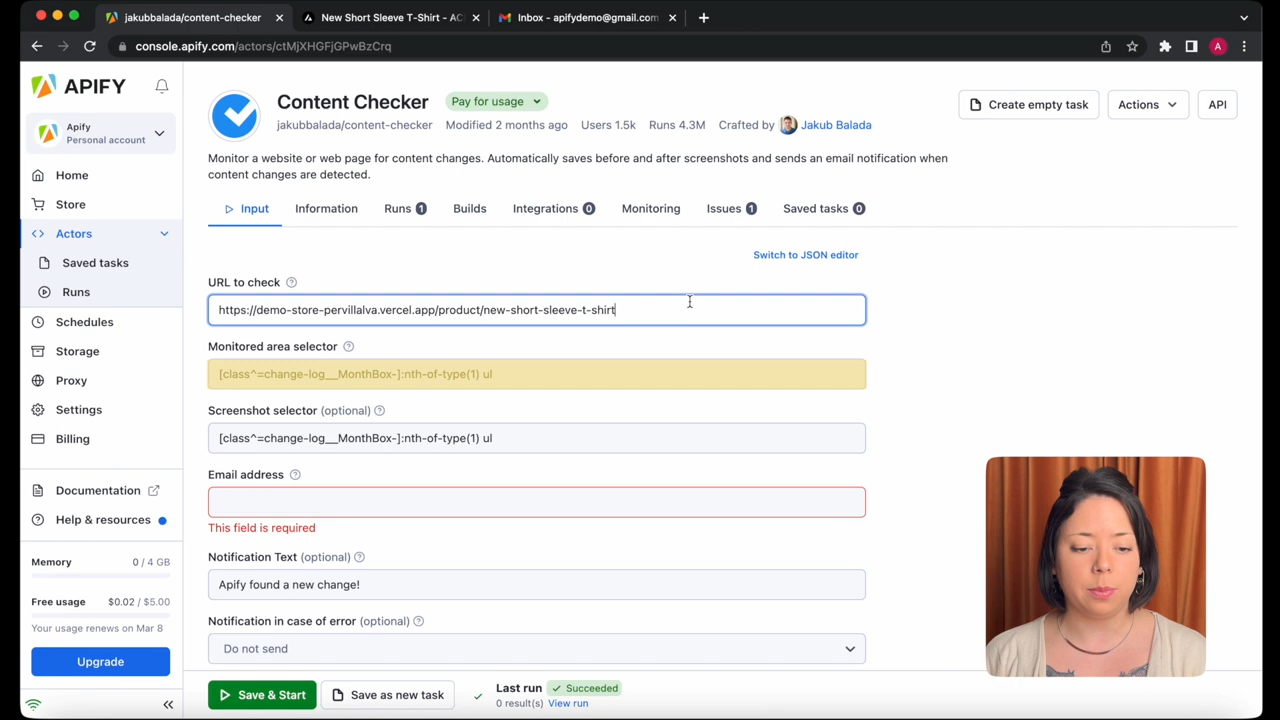 jakubbalada/content-checker
New Short Sleeve T-Shirt - AC
Inbox - apifydemo@gmail.com
console.apify.com/actors/ctMjXHGFjGPwBzCrq
A
APIFY
Apify
Personal account
Home
Store
Actors
Saved tasks
Runs
Schedules
Storage
Proxy
Settings
Billing
Documentation
Help & resources
Memory 0 / 4 GB
Free usage $0.02 / $5.00
Your usage renews on Mar 8
Upgrade
Content Checker Pay for usage
jakubbalada/content-checker Modified 2 months ago Users 1.5k Runs 4.3M Crafted by Jakub Balada
Create empty task Actions API
Monitor a website or web page for content changes. Automatically saves before and after screenshots and sends an email notification when
content changes are detected.
Input Information Runs 1 Builds Integrations 0 Monitoring Issues 1 Saved tasks 0
Switch to JSON editor
URL to check
https://demo-store-pervillalva.vercel.app/product/new-short-sleeve-t-shirt
Monitored area selector
[class^=change-log__MonthBox-]:nth-of-type(1) ul
Screenshot selector (optional)
[class^=change-log__MonthBox-]:nth-of-type(1) ul
Email address
This field is required
Notification Text (optional)
Apify found a new change!
Notification in case of error (optional)
Do not send
Save & Start Save as new task Last run Succeeded
0 result(s) View run